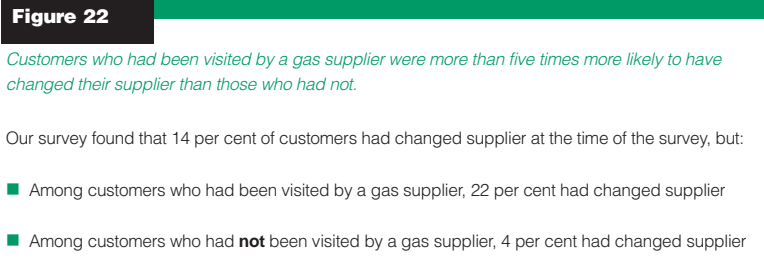 Figure 22
Customers who had been visited by a gas supplier were more than five times more likely to have
changed their supplier than those who had not.
Our survey found that 14 per cent of customers had changed supplier at the time of the survey, but:
■ Among customers who had been visited by a gas supplier, 22 per cent had changed supplier
■ Among customers who had not been visited by a gas supplier, 4 per cent had changed supplier